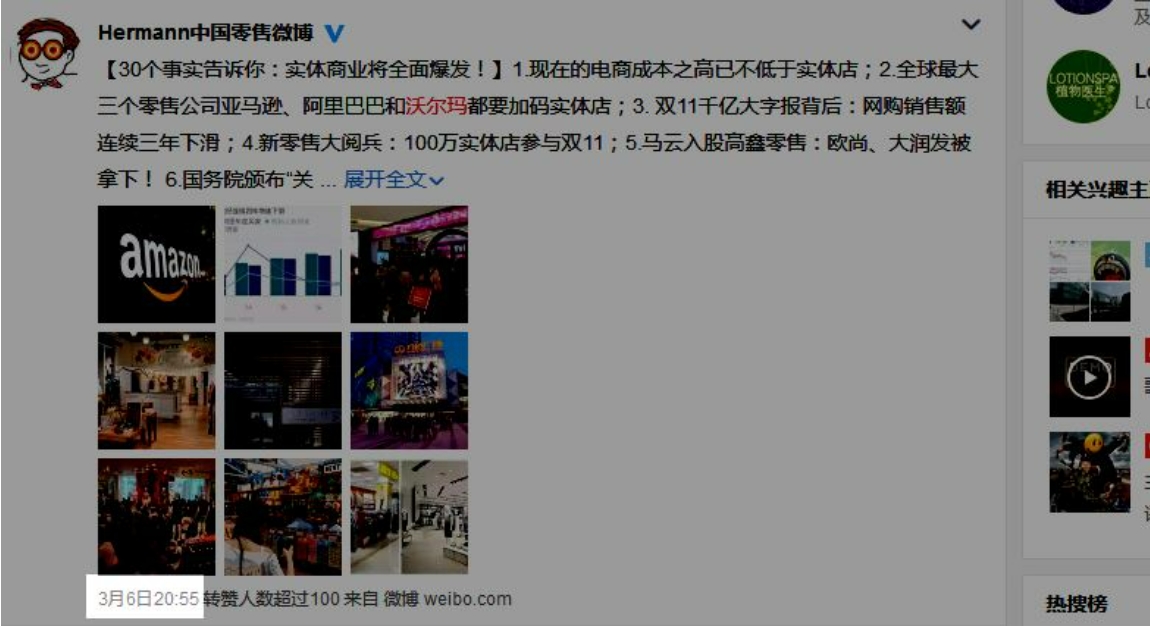 Hermann中国零售微博
【30个事实告诉你：实体商业将全面爆发！】1.现在的电商成本之高已不低于实体店；2.全球最大
三个零售公司亚马逊、阿里巴巴和沃尔玛都要加码实体店；3. 双11千亿大字报背后：网购销售额
连续三年下滑；4.新零售大阅兵：100万实体店参与双11；5.马云入股高鑫零售：欧尚、大润发被
拿下！ 6.国务院颁布“关 ... 展开全文
amazon
3月6日20:55 转赞人数超过100 来自 微博 weibo.com
及
LOTIONSPA
植物医生
相关兴趣主
DEMO
热搜榜